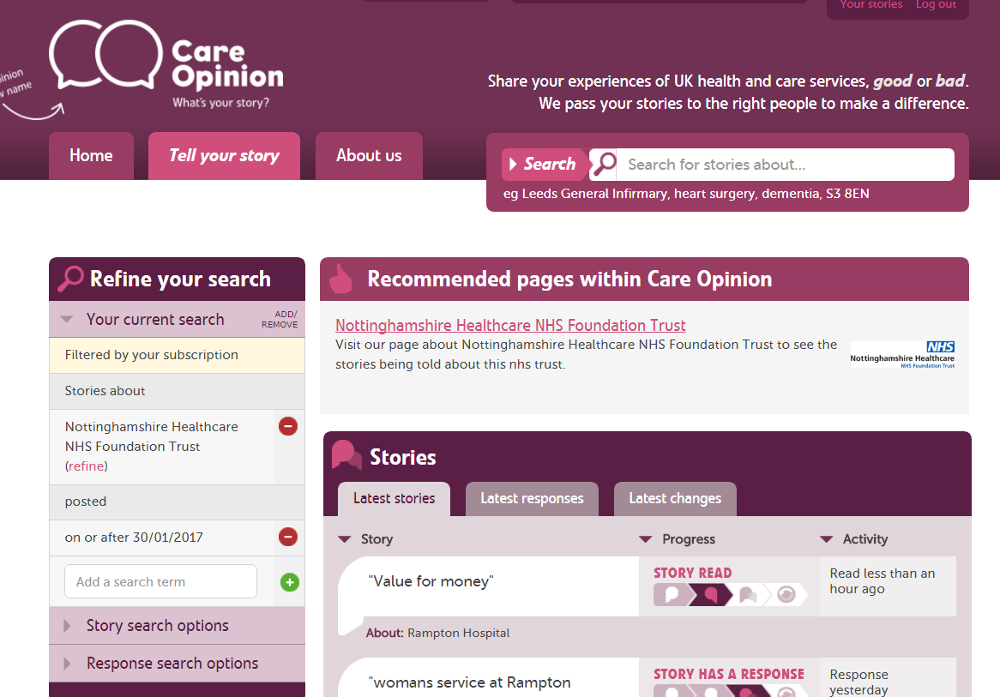 Your stories Log out
inion
name
Care
Opinion
What's your story?
Share your experiences of UK health and care services, good or bad.
We pass your stories to the right people to make a difference.
Home
Tell your story
About us
Search
Search for stories about...
eg Leeds General Infirmary, heart surgery, dementia, S3 8EN
Refine your search
Your current search
ADD/
REMOVE
Filtered by your subscription
Stories about
Nottinghamshire Healthcare
NHS Foundation Trust
(refine)
posted
on or after 30/01/2017
Add a search term
Story search options
Response search options
Recommended pages within Care Opinion
Nottinghamshire Healthcare NHS Foundation Trust
Visit our page about Nottinghamshire Healthcare NHS Foundation Trust to see the
stories being told about this nhs trust.
NHS
Nottinghamshire Healthcare
NHS Foundation Trust
Stories
Latest stories
Latest responses
Latest changes
Story
Progress
Activity
"Value for money"
STORY READ
Read less than an
hour ago
About: Rampton Hospital
"womans service at Rampton
STORY HAS A RESPONSE
Response
yesterday